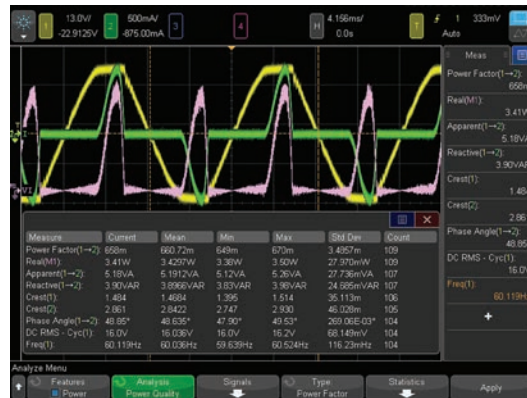 1 13.0V/ 2 500mA/ 3 4 H 4.156ms/ T 1 333mV
-22.9125V -875.00mA 0.0s Auto
Meas
Power Factor(1→2):
658m
Real(M1):
3.41W
Apparent(1→2):
5.18VA
Reactive(1→2):
3.90VAR
Crest(1):
1.484
Crest(2):
2.861
Phase Angle(1→2):
48.85°
DC RMS - Cyc(1):
16.0V
Freq(1):
60.119Hz
Measure Current Mean Min Max Std Dev Count
Power Factor(1→2): 658m 660.72m 649m 670m 3.4857m 109
Real(M1): 3.41W 3.4297W 3.38W 3.50W 27.970mW 109
Apparent(1→2): 5.18VA 5.1912VA 5.12VA 5.26VA 27.736mVA 107
Reactive(1→2): 3.90VAR 3.8966VAR 3.83VAR 3.98VAR 24.685mVAR 107
Crest(1): 1.484 1.4684 1.395 1.514 35.113m 106
Crest(2): 2.861 2.8422 2.747 2.930 46.028m 105
Phase Angle(1→2): 48.85° 48.635° 47.90° 49.53° 269.06E-03° 104
DC RMS - Cyc(1): 16.0V 16.036V 16.0V 16.2V 68.149mV 104
Freq(1): 60.119Hz 60.036Hz 59.639Hz 60.524Hz 116.23mHz 104
Analyze Menu
Features Analysis Signals Type Statistics Apply
Power Power Quality Power Factor